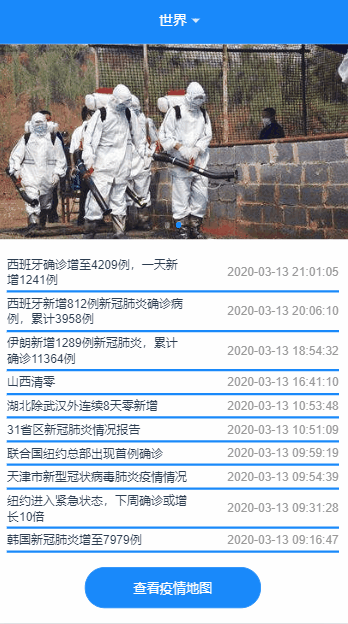 世界
西班牙确诊增至4209例，一天新
增1241例
2020-03-13 21:01:05
西班牙新增812例新冠肺炎确诊病
例，累计3958例
2020-03-13 20:06:10
伊朗新增1289例新冠肺炎，累计
确诊11364例
2020-03-13 18:54:32
山西清零
2020-03-13 16:41:10
湖北除武汉外连续8天零新增
2020-03-13 10:53:48
31省区新冠肺炎情况报告
2020-03-13 10:51:09
联合国纽约总部出现首例确诊
2020-03-13 09:59:19
天津市新型冠状病毒肺炎疫情情况
2020-03-13 09:54:39
纽约进入紧急状态，下周确诊或增
长10倍
2020-03-13 09:31:28
韩国新冠肺炎增至7979例
2020-03-13 09:16:47
查看疫情地图